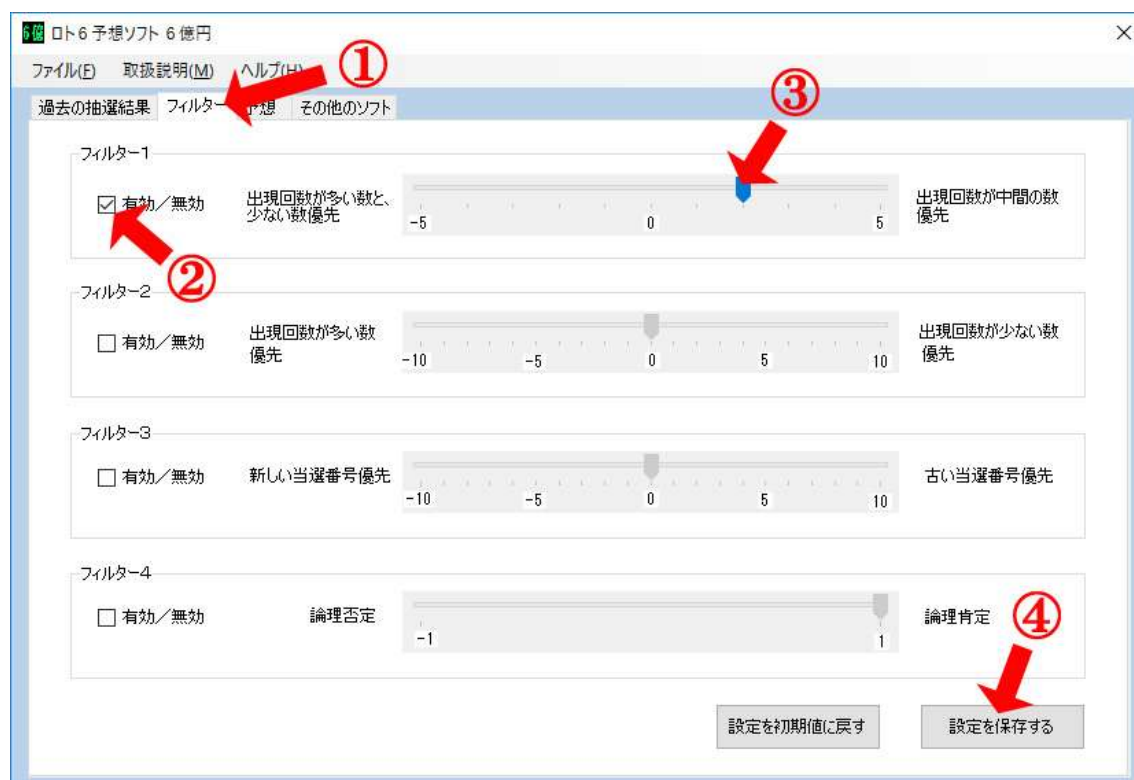 6億 ロト6 予想ソフト 6 億円
ファイル(F) 取扱説明(M) ヘルプ(H)
①
過去の抽選結果 フィルター 予想 その他のソフト
③
フィルター1
有効／無効
出現回数が多い数と、
少ない数優先
-5 0 5
出現回数が中間の数
優先
②
フィルター2
有効／無効
出現回数が多い数
優先
-10 -5 0 5 10
出現回数が少ない数
優先
フィルター3
有効／無効
新しい当選番号優先
-10 -5 0 5 10
古い当選番号優先
フィルター4
有効／無効
論理否定
-1 1
論理肯定
④
設定を初期値に戻す 設定を保存する